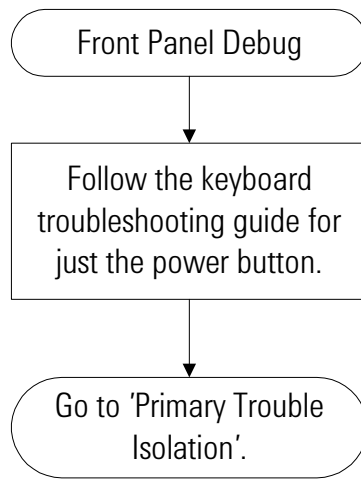 Front Panel Debug
Follow the keyboard
troubleshooting guide for
just the power button.
Go to 'Primary Trouble
Isolation'.